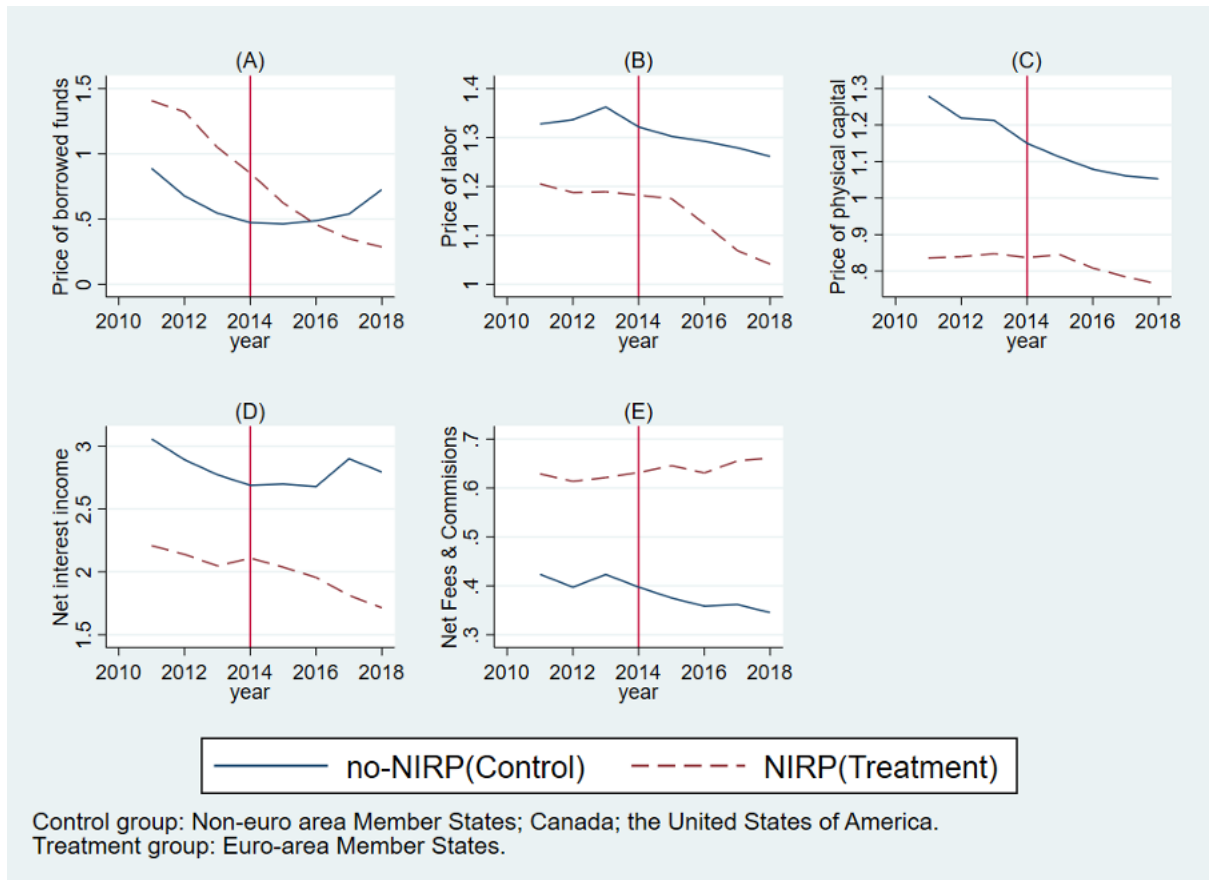 (A)
Price of borrowed funds
1.5
1
.5
0
2010 2012 2014 2016 2018
year
(B)
Price of labor
1.4
1.3
1.2
1.1
1
2010 2012 2014 2016 2018
year
(C)
Price of physical capital
1.3
1.2
1.1
1
.9
.8
2010 2012 2014 2016 2018
year
(D)
Net interest income
3
2.5
2
1.5
2010 2012 2014 2016 2018
year
(E)
Net Fees & Commisions
.7
.6
.5
.4
.3
2010 2012 2014 2016 2018
year
no-NIRP(Control) NIRP(Treatment)
Control group: Non-euro area Member States; Canada; the United States of America.
Treatment group: Euro-area Member States.